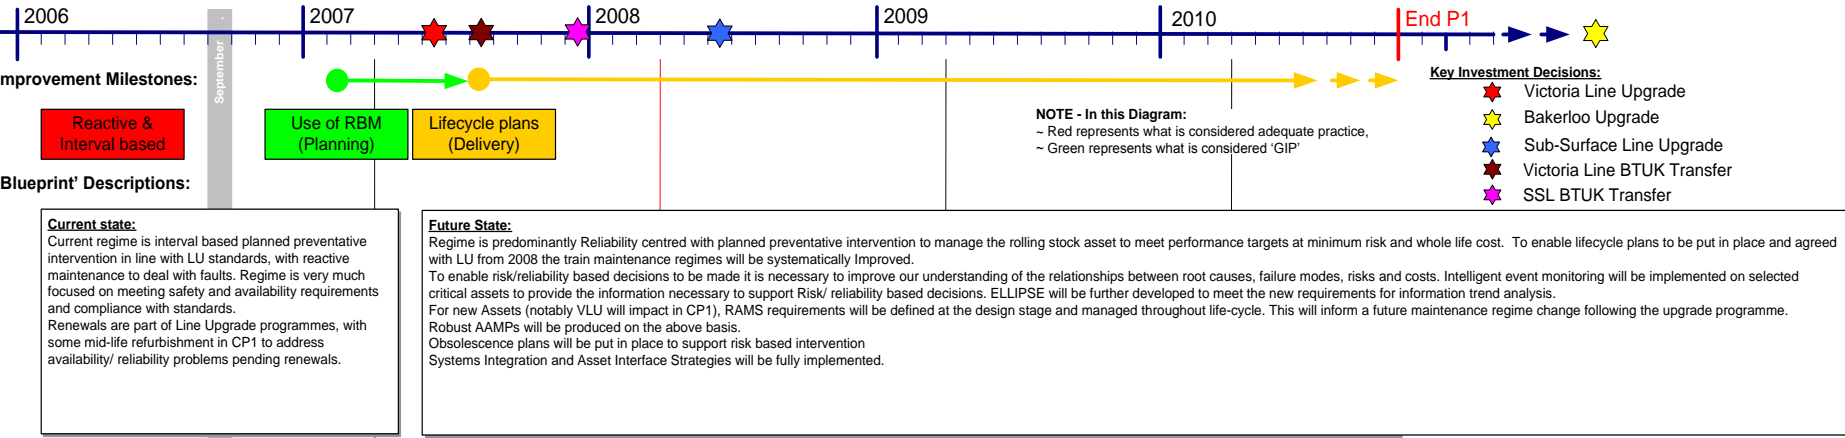 2006
2007
2008
2009
2010
End P1
September
mprovement Milestones:
Key Investment Decisions:
Victoria Line Upgrade
Bakerloo Upgrade
Sub-Surface Line Upgrade
Victoria Line BTUK Transfer
SSL BTUK Transfer
Reactive &
Interval based
Use of RBM
(Planning)
Lifecycle plans
(Delivery)
NOTE - In this Diagram:
~ Red represents what is considered adequate practice,
~ Green represents what is considered ‘GIP’
Blueprint’ Descriptions:
Current state:
Current regime is interval based planned preventative
intervention in line with LU standards, with reactive
maintenance to deal with faults. Regime is very much
focused on meeting safety and availability requirements
and compliance with standards.
Renewals are part of Line Upgrade programmes, with
some mid-life refurbishment in CP1 to address
availability/ reliability problems pending renewals.
Future State:
Regime is predominantly Reliability centred with planned preventative intervention to manage the rolling stock asset to meet performance targets at minimum risk and whole life cost. To enable lifecycle plans to be put in place and agreed
with LU from 2008 the train maintenance regimes will be systematically Improved.
To enable risk/reliability based decisions to be made it is necessary to improve our understanding of the relationships between root causes, failure modes, risks and costs. Intelligent event monitoring will be implemented on selected
critical assets to provide the information necessary to support Risk/ reliability based decisions. ELLIPSE will be further developed to meet the new requirements for information trend analysis.
For new Assets (notably VLU will impact in CP1), RAMS requirements will be defined at the design stage and managed throughout life-cycle. This will inform a future maintenance regime change following the upgrade programme.
Robust AAMPs will be produced on the above basis.
Obsolescence plans will be put in place to support risk based intervention
Systems Integration and Asset Interface Strategies will be fully implemented.